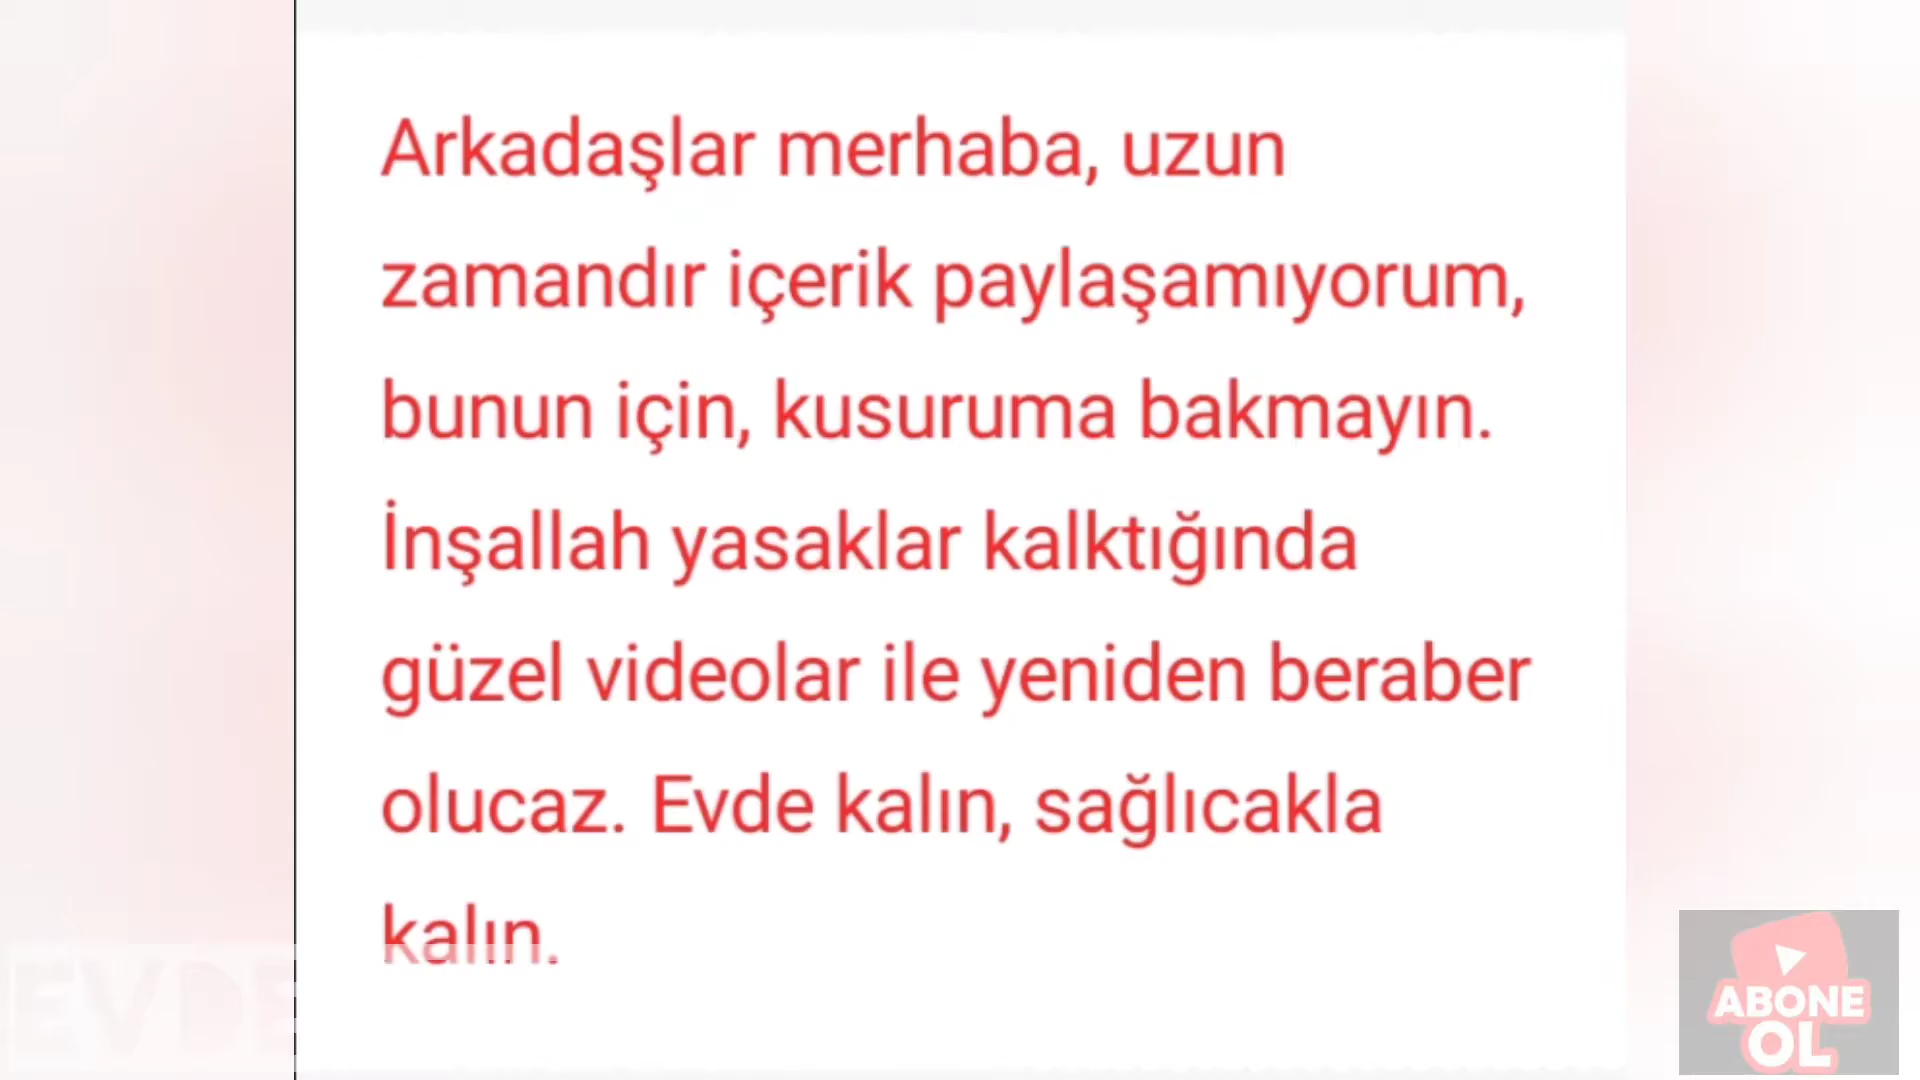 Arkadaşlar merhaba, uzun
zamandır içerik paylaşamıyorum,
bunun için, kusuruma bakmayın.
İnşallah yasaklar kalktığında
güzel videolar ile yeniden beraber
olucaz. Evde kalın, sağlıcakla
kalın.
EVDE
ABONE
OL